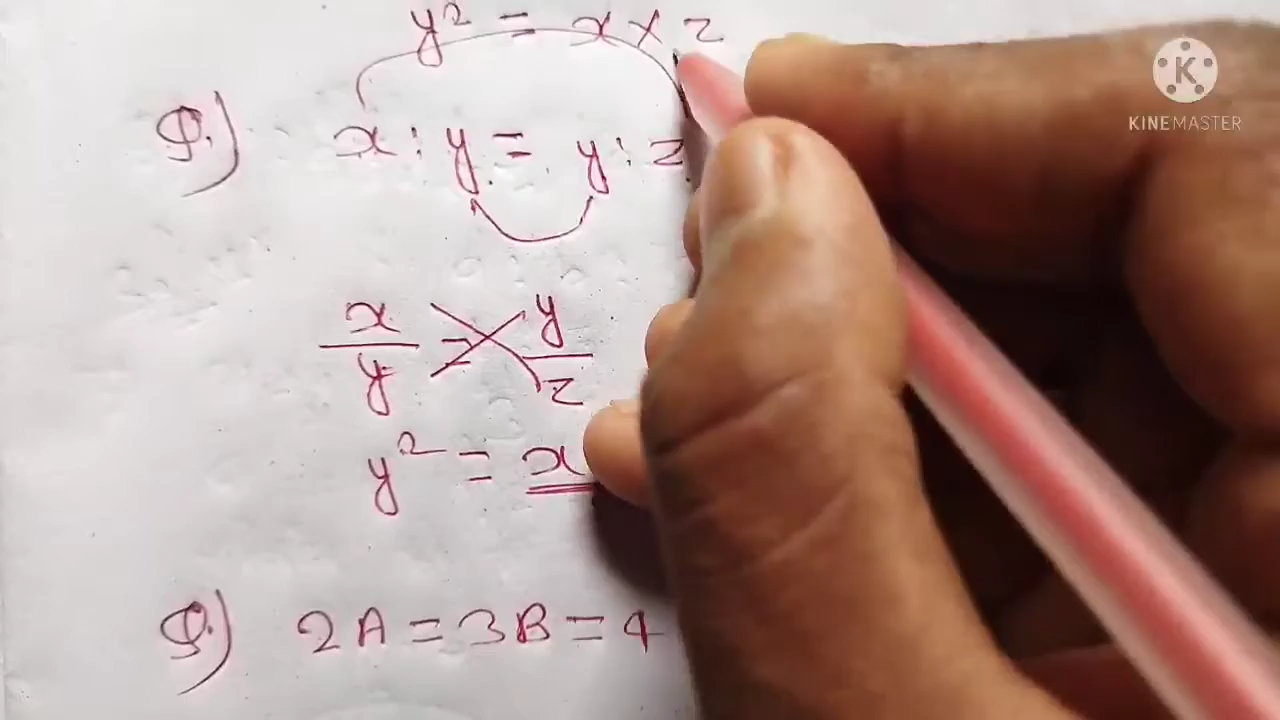 y² = x × z
Q.) x : y = y : z
x/y = y/z
y² = x
Q.) 2A = 3B = 4
K
KINEMASTER